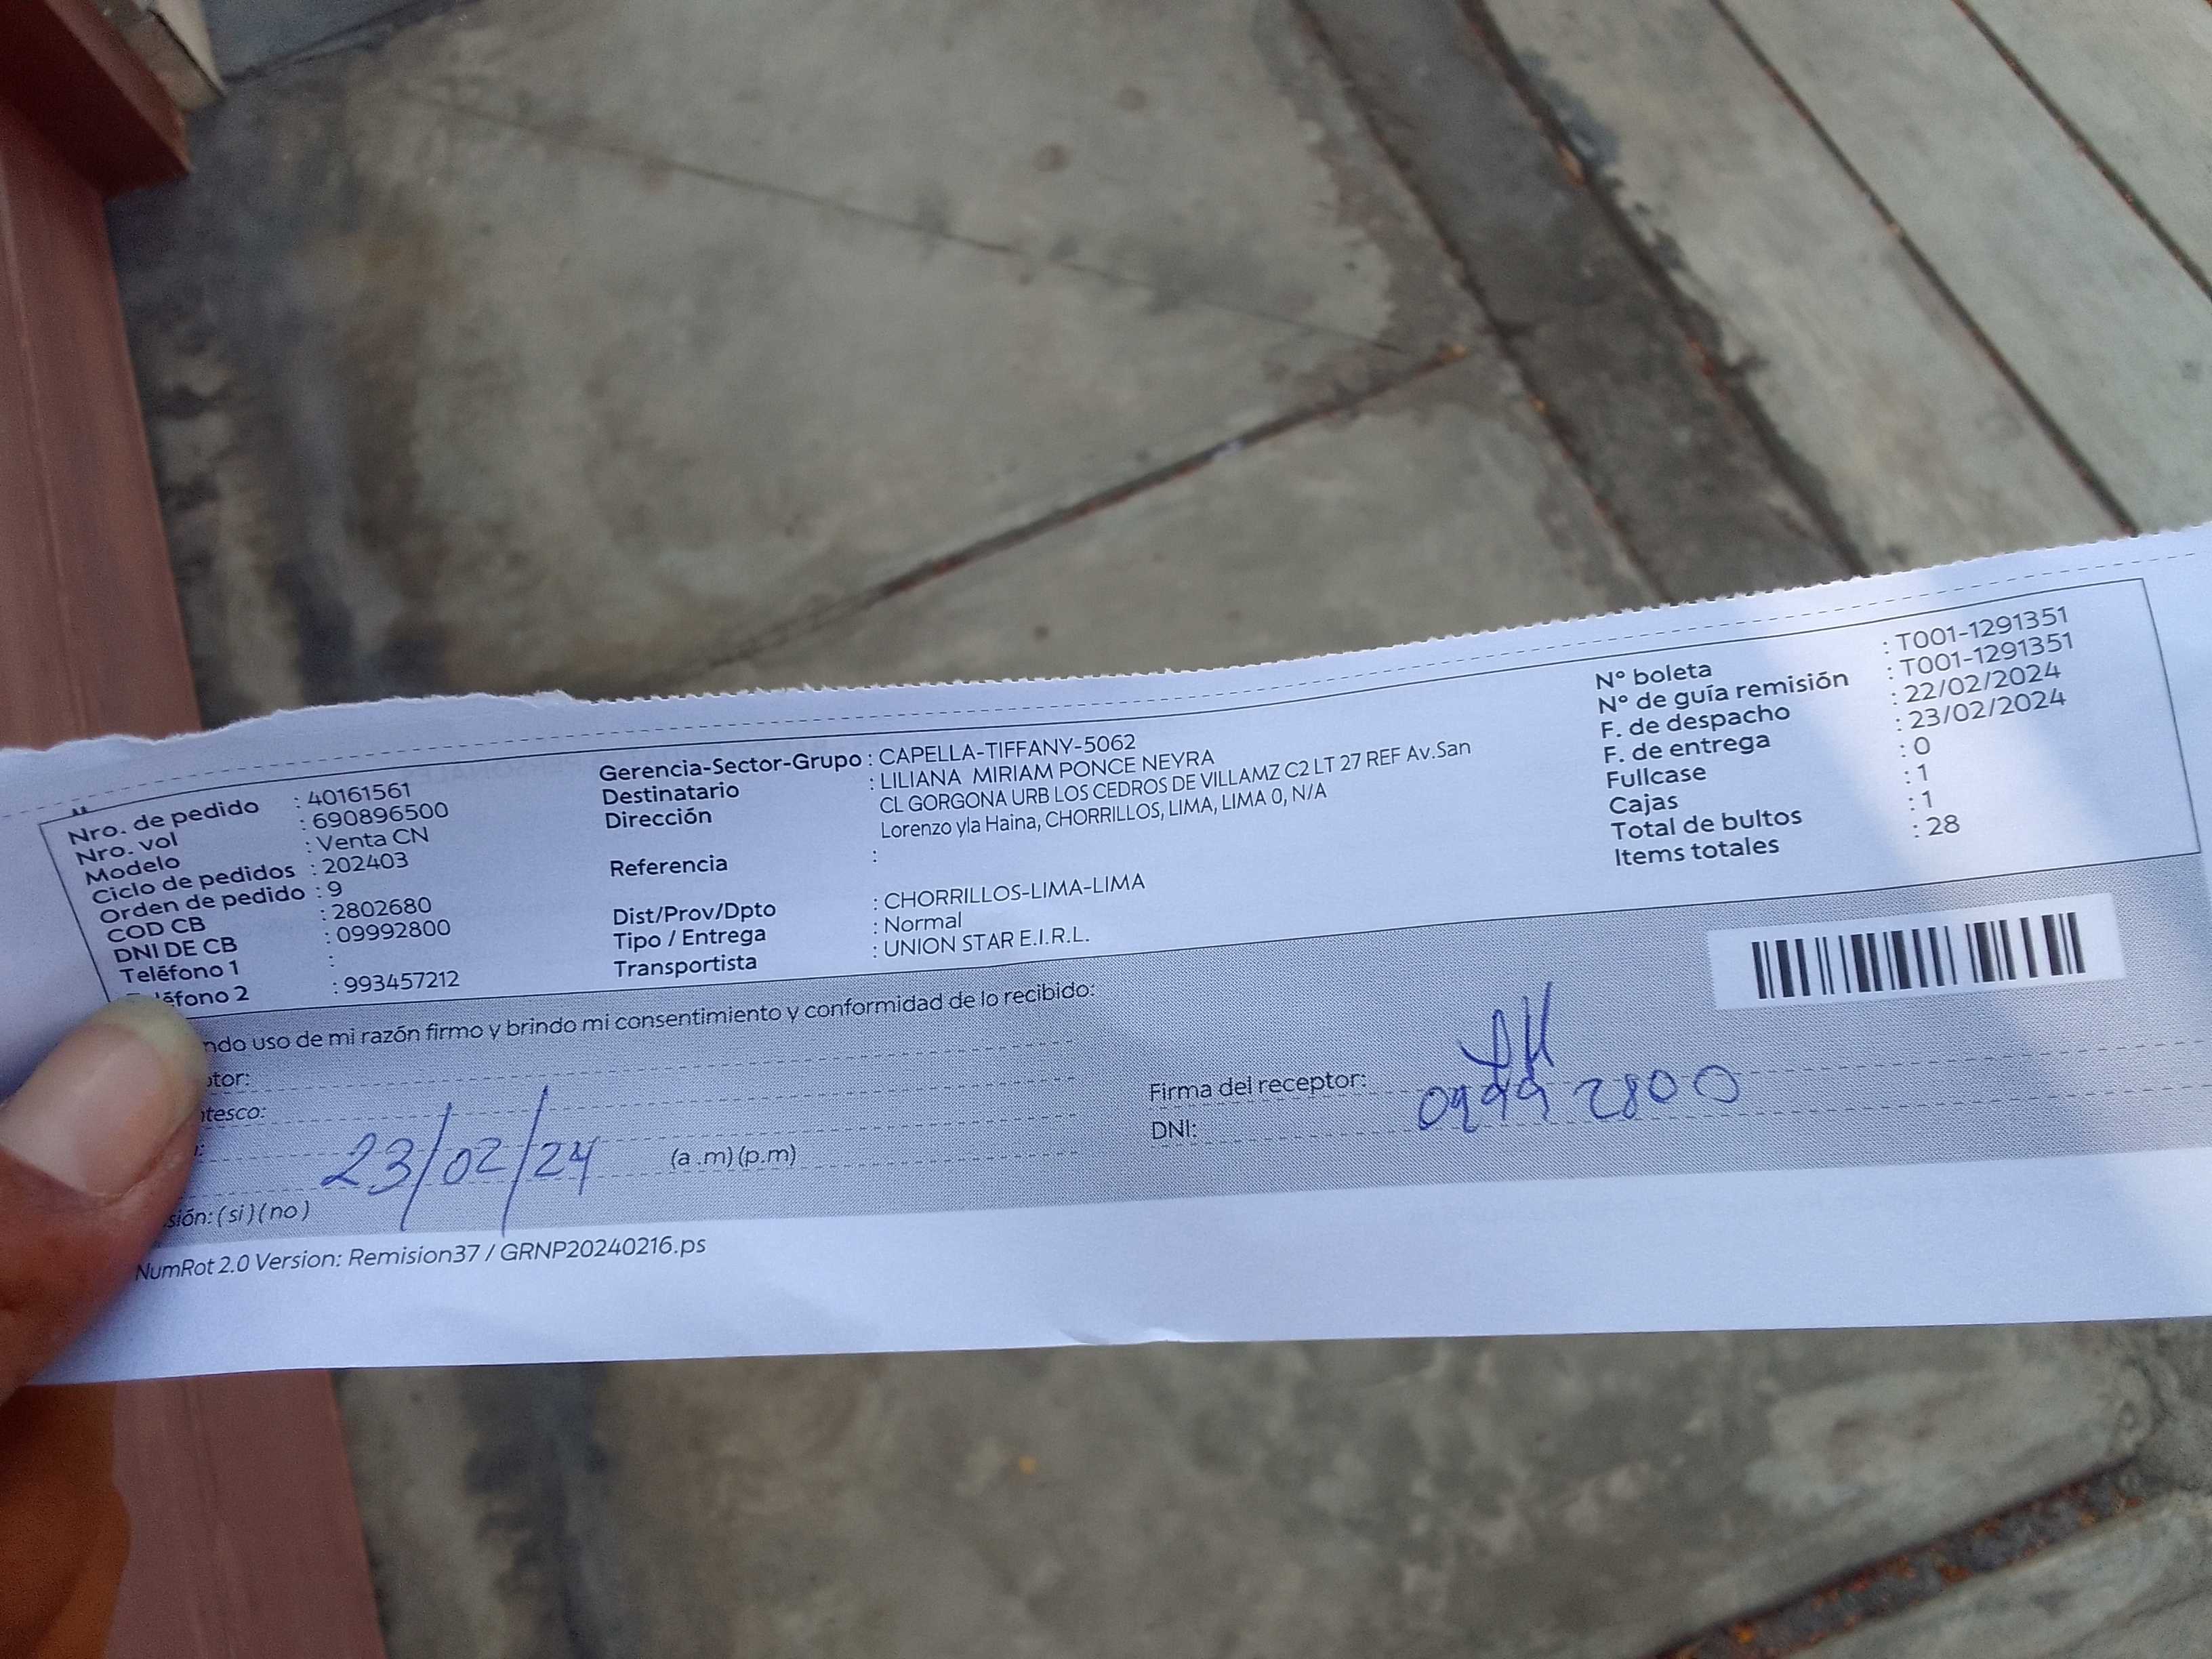 Nro. de pedido : 40161561
Nro. vol : 690896500
Modelo : Venta CN
Ciclo de pedidos : 202403
Orden de pedido : 9
COD CB : 2802680
DNI DE CB : 09992800
Teléfono 1 :
éfono 2 : 993457212
Gerencia-Sector-Grupo : CAPELLA-TIFFANY-5062
Destinatario : LILIANA MIRIAM PONCE NEYRA
Dirección CL GORGONA URB LOS CEDROS DE VILLAMZ C2 LT 27 REF Av.San
Lorenzo yla Haina, CHORRILLOS, LIMA, LIMA 0, N/A
Referencia :
Dist/Prov/Dpto : CHORRILLOS-LIMA-LIMA
Tipo / Entrega : Normal
Transportista : UNION STAR E.I.R.L.
N° boleta : T001-1291351
N° de guía remisión : T001-1291351
F. de despacho : 22/02/2024
F. de entrega : 23/02/2024
Fullcase : 0
Cajas : 1
Total de bultos : 1
Items totales : 28
ndo uso de mi razón firmo y brindo mi consentimiento y conformidad de lo recibido:
tor:
tesco:
23/02/24 (a .m) (p.m)
sión: (si) (no)
Firma del receptor:
DNI: 09992800
NumRot 2.0 Version: Remision37 / GRNP20240216.ps